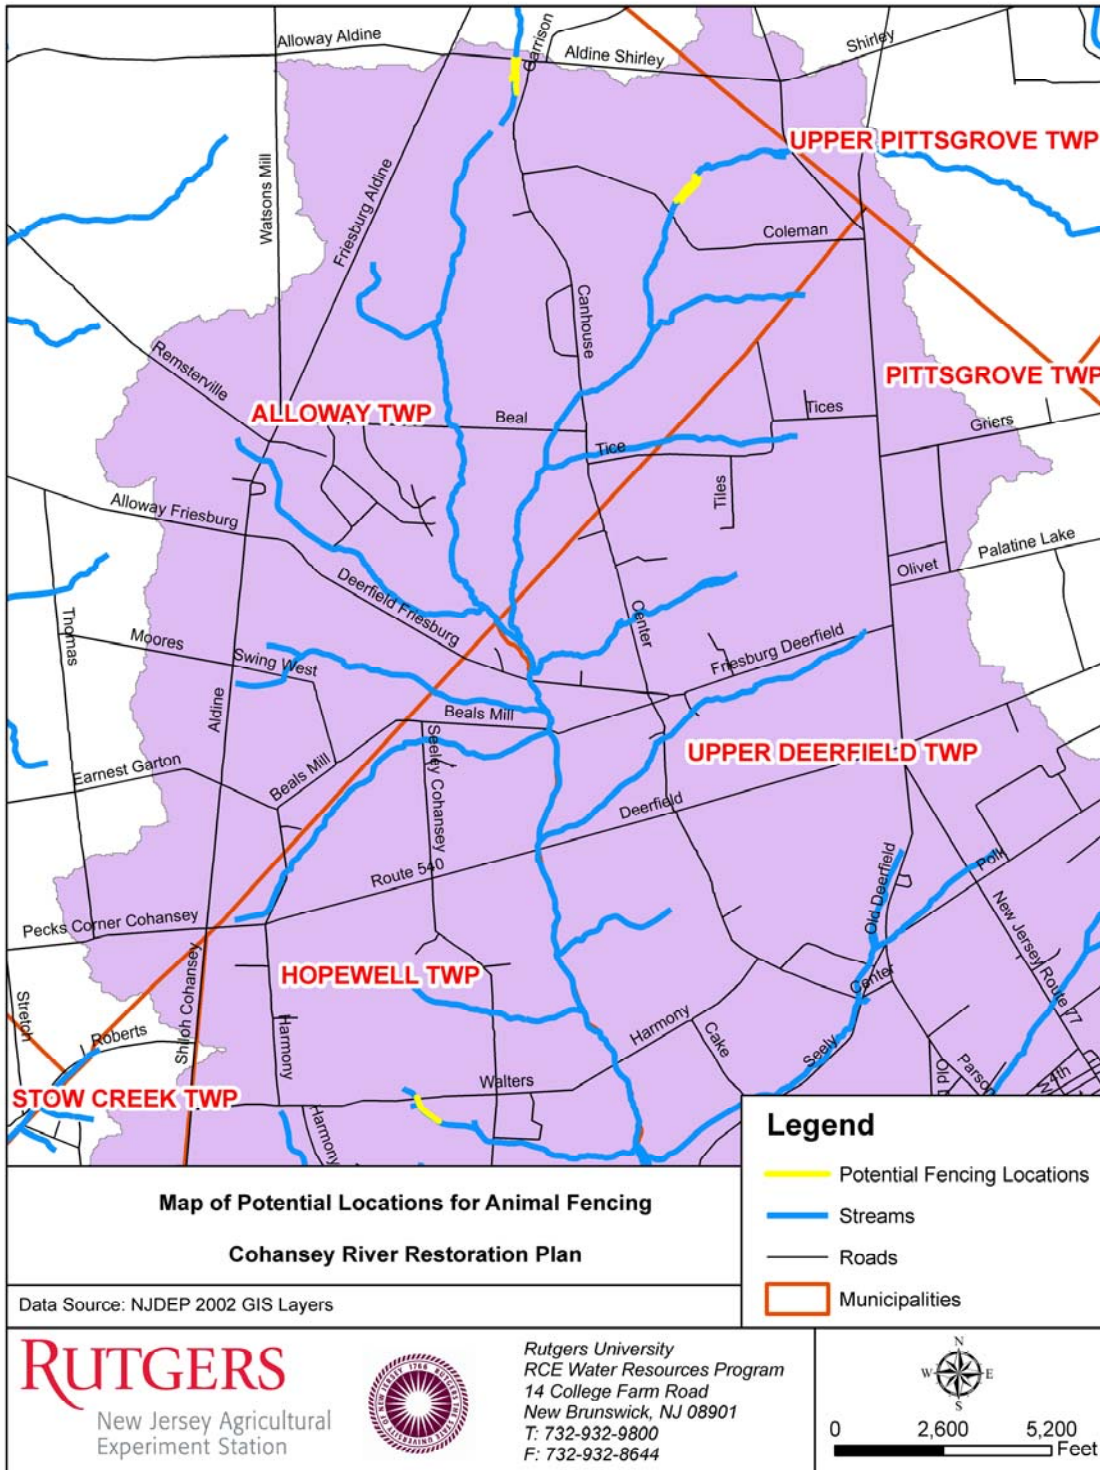 Alloway Aldine
Garrison
Aldine Shirley
Shirley
UPPER PITTSGROVE TWP
Watsons Mill
Friesburg Aldine
Coleman
Canhouse
Remsterville
PITTSGROVE TWP
ALLOWAY TWP
Beal
Tices
Griers
Tice
Tiles
Alloway Friesburg
Palatine Lake
Olivet
Deerfield Friesburg
Thomas
Center
Moores
Swing West
Friesburg Deerfield
Aldine
Beals Mill
Seeley Cohansey
UPPER DEERFIELD TWP
Earnest Garton
Beals Mill
Deerfield
Route 540
Old Deerfield
Polk
Pecks Corner Cohansey
New Jersey Route 77
HOPEWELL TWP
Center
Stretch
Shiloh Cohansey
Roberts
Harmony
Harmony
Cake
Seely
Walters
STOW CREEK TWP
Harmony
Old
Parson
4th
Legend
Potential Fencing Locations
Streams
Roads
Municipalities
Map of Potential Locations for Animal Fencing
Cohansey River Restoration Plan
Data Source: NJDEP 2002 GIS Layers
RUTGERS
New Jersey Agricultural
Experiment Station
Rutgers University
RCE Water Resources Program
14 College Farm Road
New Brunswick, NJ 08901
T: 732-932-9800
F: 732-932-8644
N
W E
S
0 2,600 5,200
Feet